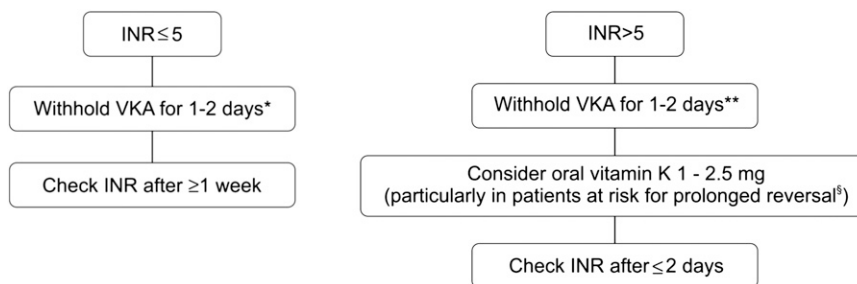 INR≤5
Withhold VKA for 1-2 days*
Check INR after ≥1 week
INR>5
Withhold VKA for 1-2 days**
Consider oral vitamin K 1 - 2.5 mg
(particularly in patients at risk for prolonged reversal§)
Check INR after≤2 days